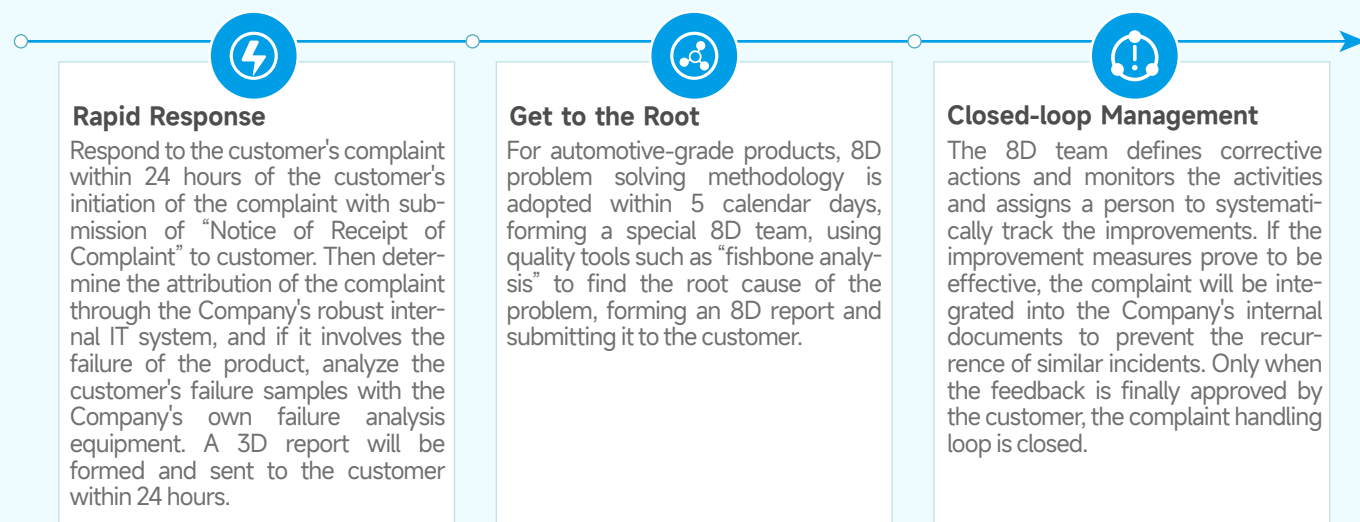 Rapid Response
Respond to the customer's complaint
within 24 hours of the customer's
initiation of the complaint with sub-
mission of “Notice of Receipt of
Complaint” to customer. Then deter-
mine the attribution of the complaint
through the Company's robust inter-
nal IT system, and if it involves the
failure of the product, analyze the
customer's failure samples with the
Company's own failure analysis
equipment. A 3D report will be
formed and sent to the customer
within 24 hours.
Get to the Root
For automotive-grade products, 8D
problem solving methodology is
adopted within 5 calendar days,
forming a special 8D team, using
quality tools such as “fishbone analy-
sis” to find the root cause of the
problem, forming an 8D report and
submitting it to the customer.
Closed-loop Management
The 8D team defines corrective
actions and monitors the activities
and assigns a person to systemati-
cally track the improvements. If the
improvement measures prove to be
effective, the complaint will be inte-
grated into the Company's internal
documents to prevent the recur-
rence of similar incidents. Only when
the feedback is finally approved by
the customer, the complaint handling
loop is closed.